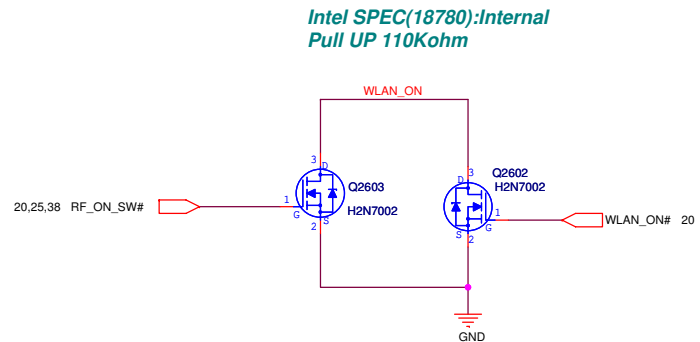 Intel SPEC(18780):Internal
Pull UP 110Kohm
WLAN_ON
3
D
Q2603
1
G
H2N7002
S
2
20,25,38 RF_ON_SW#
3
D
Q2602
H2N7002
1
G
S
2
WLAN_ON# 20
GND